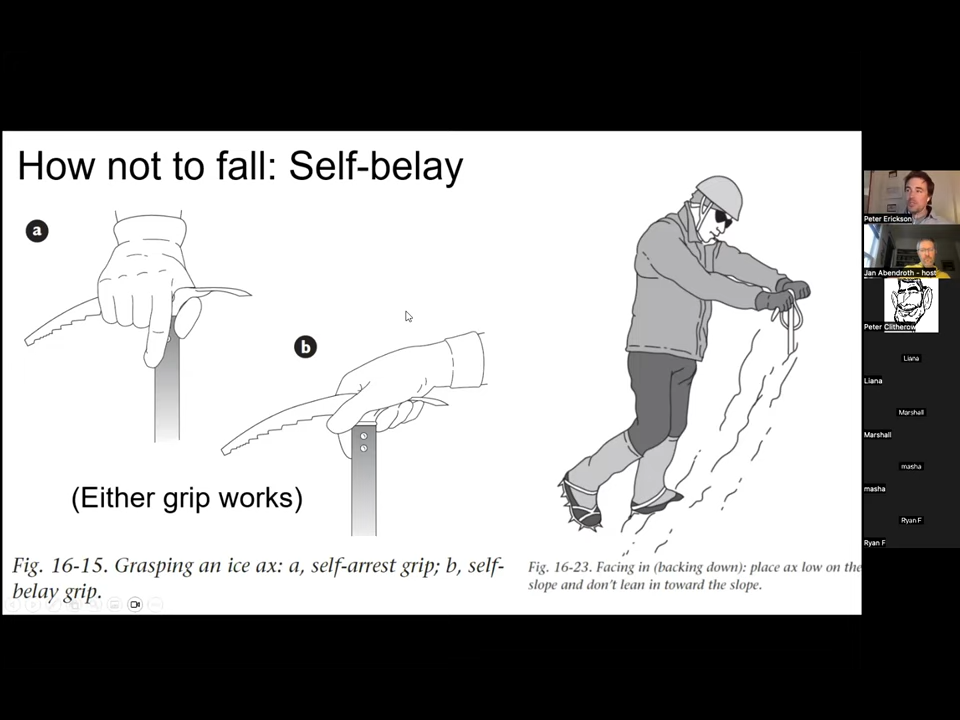 How not to fall: Self-belay
a
b
(Either grip works)
Fig. 16-15. Grasping an ice ax: a, self-arrest grip; b, self-
belay grip.
Fig. 16-23. Facing in (backing down): place ax low on the
slope and don't lean in toward the slope.
Peter Erickson
Jan Abendroth - host
Peter Clitherow
Liana
Liana
Marshall
Marshall
masha
masha
Ryan F
Ryan F